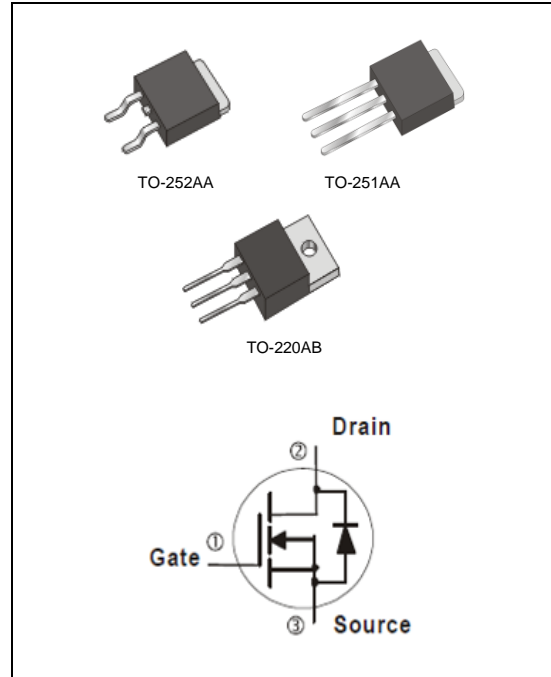 TO-252AA TO-251AA
TO-220AB
Drain
②
①
Gate
③ Source